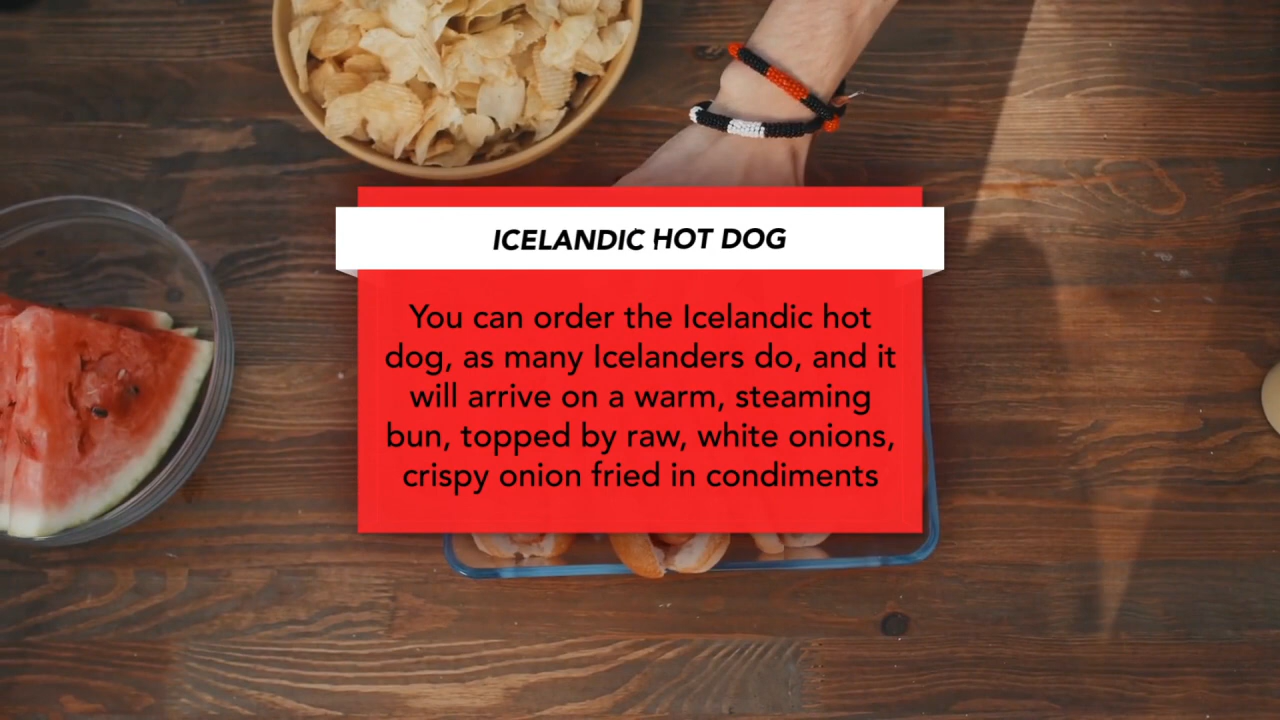 ICELANDIC HOT DOG
You can order the Icelandic hot
dog, as many Icelanders do, and it
will arrive on a warm, steaming
bun, topped by raw, white onions,
crispy onion fried in condiments